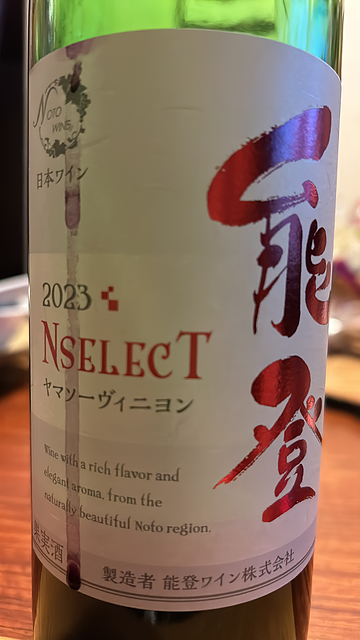 NOTO
WINE
日本ワイン
能登
2023
NSELECT
ヤマソーヴィニヨン
Wine with a rich flavor and
elegant aroma, from the
naturally beautiful Noto region.
果実酒
製造者 能登ワイン株式会社